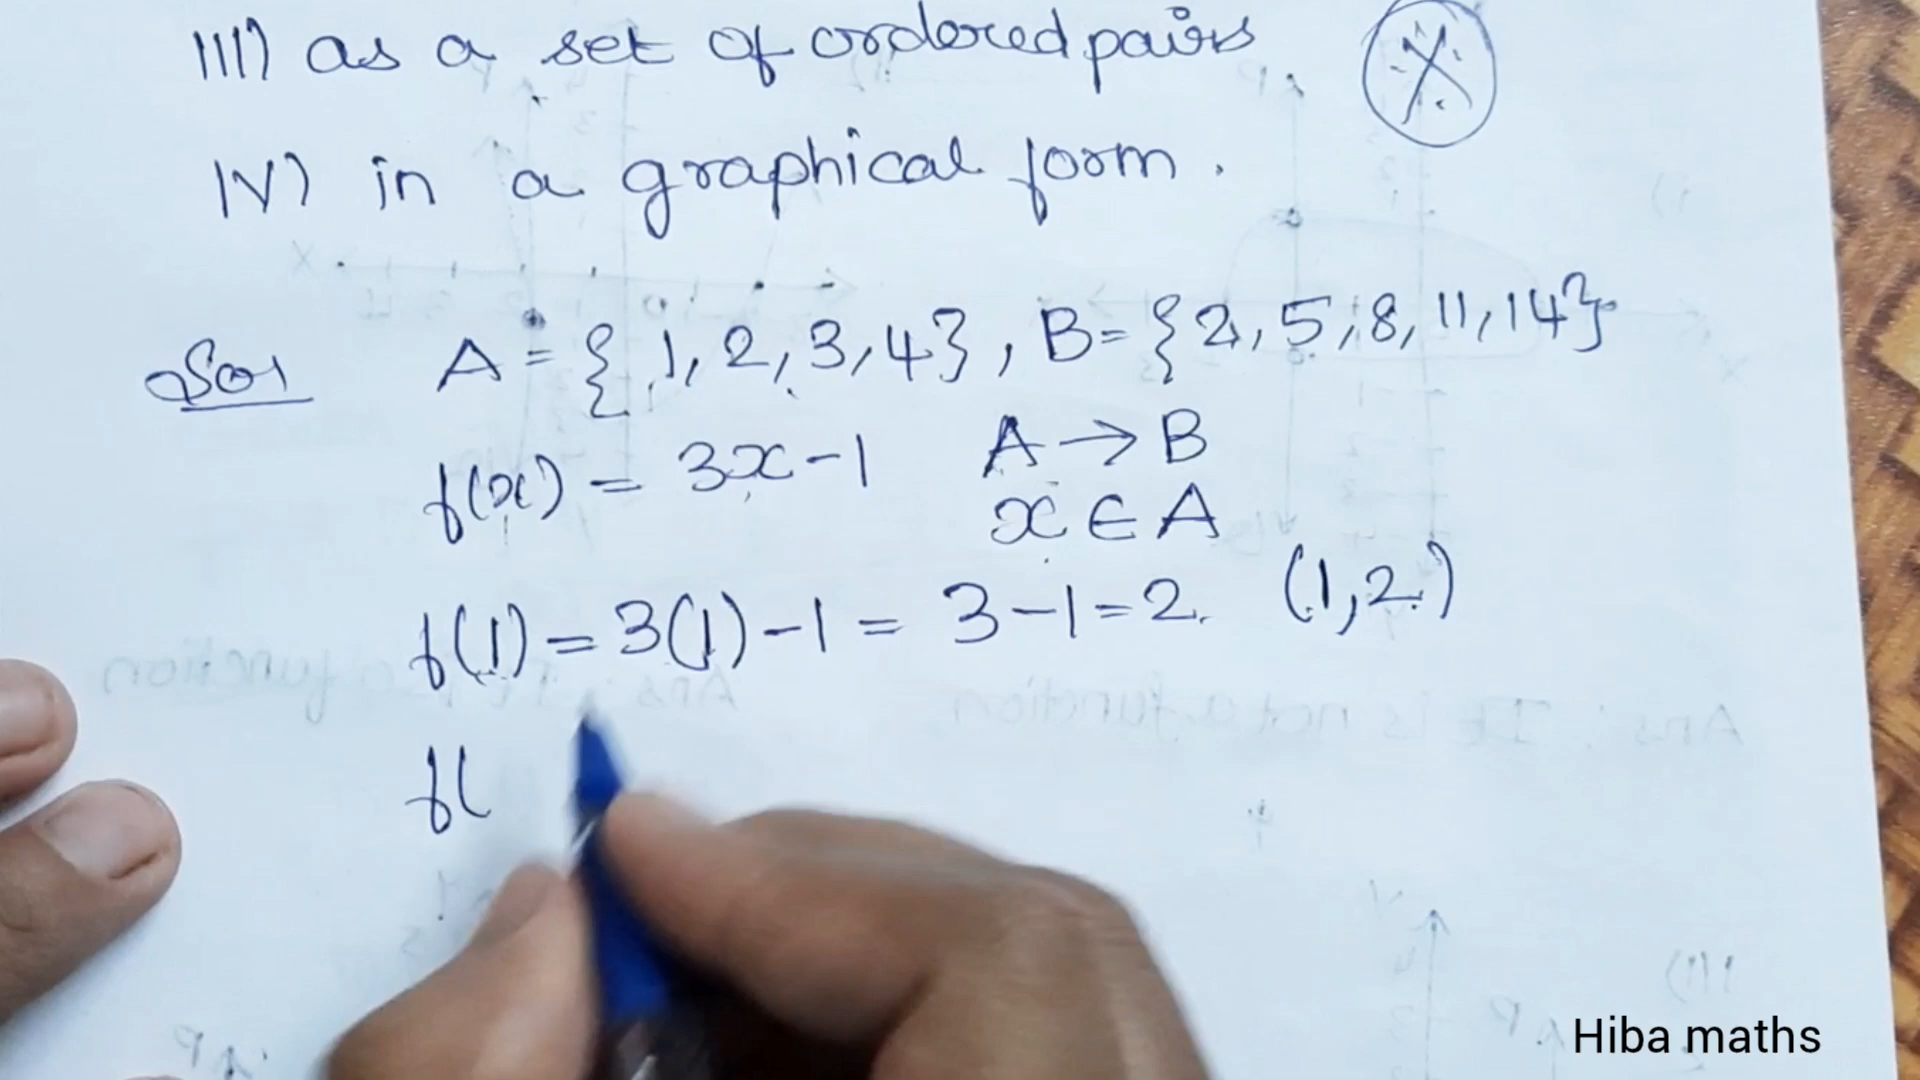 III) as a set of ordered pairs
IV) in a graphical form.
Sol A = { 1, 2, 3, 4 }, B = { 2, 5, 8, 11, 14 }
f(x) = 3x - 1 A → B
x ∈ A
f(1) = 3(1) - 1 = 3 - 1 = 2. (1, 2)
f(
Hiba maths